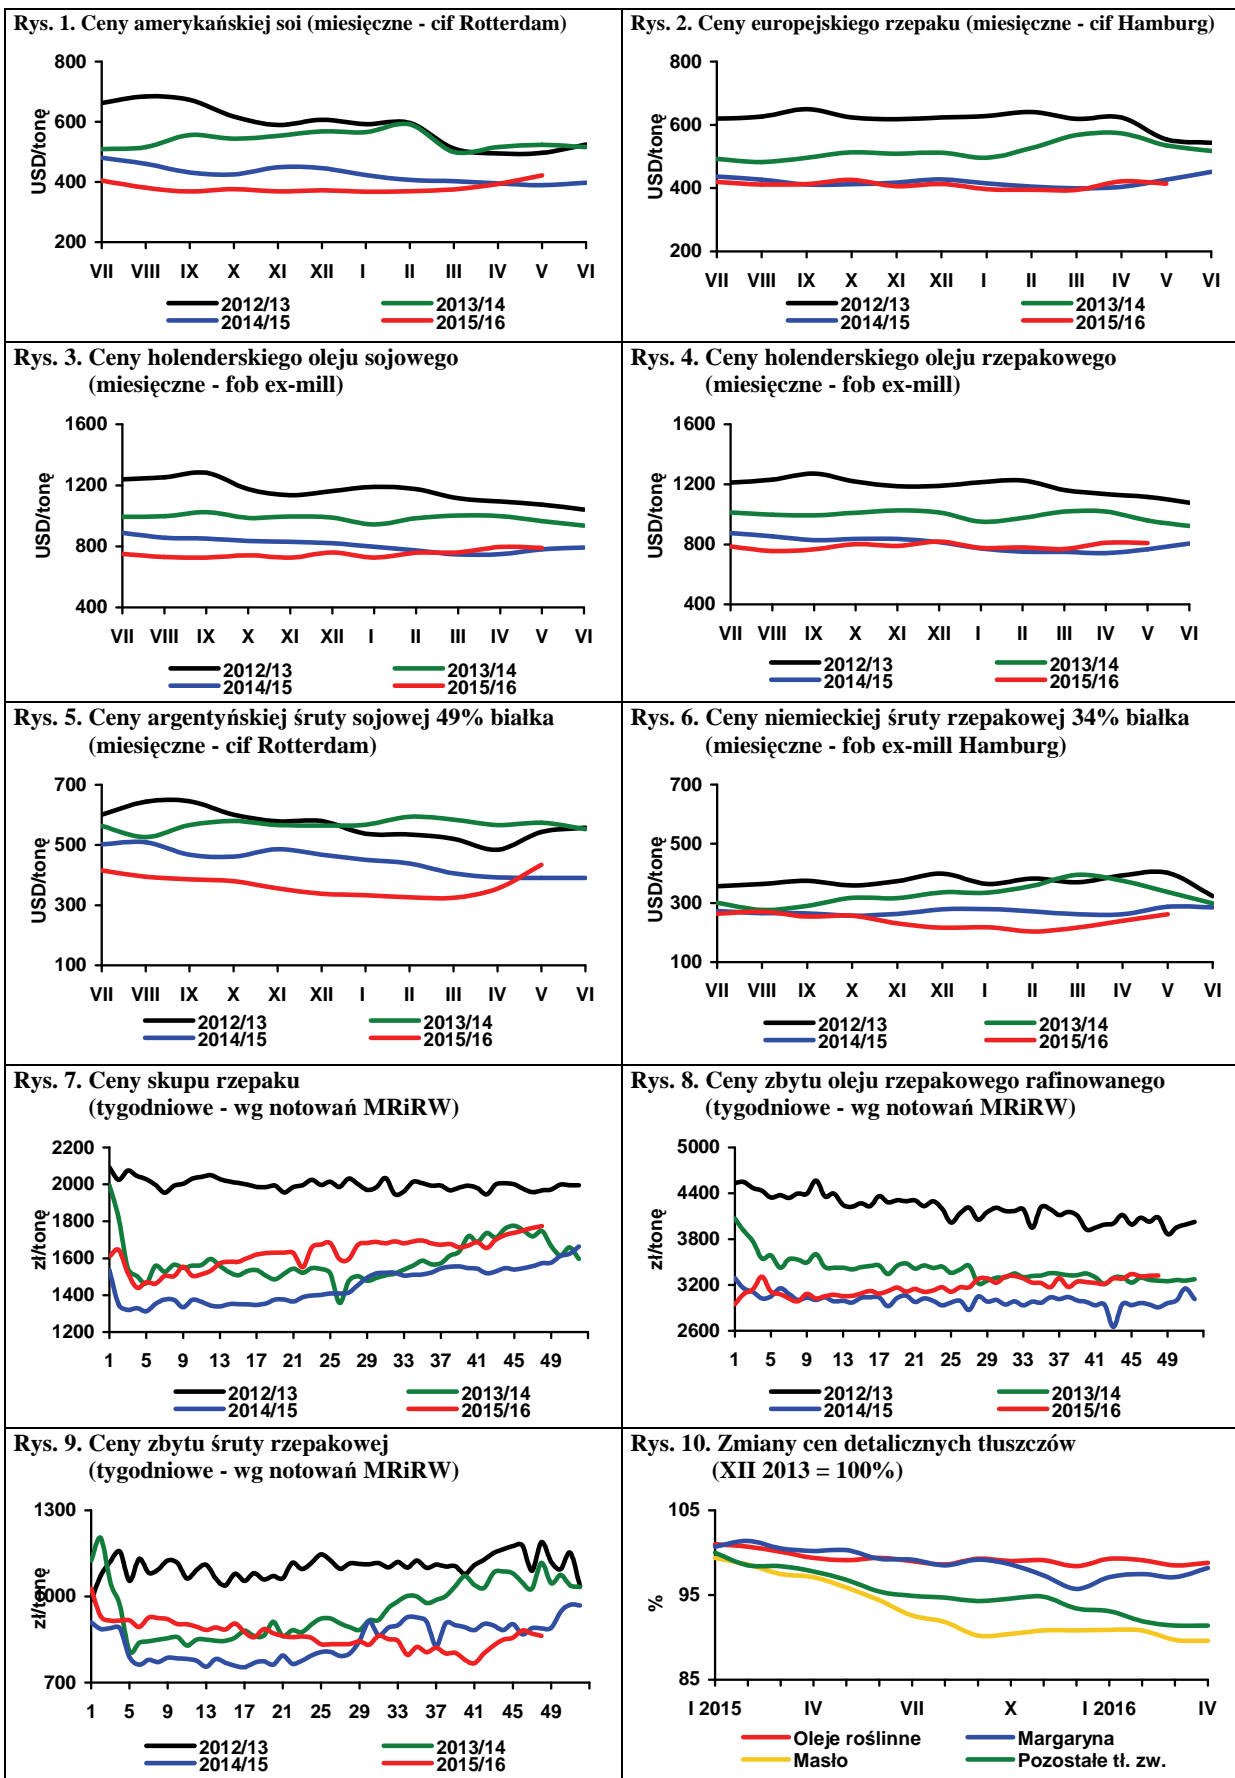 Rys. 1. Ceny amerykańskiej soi (miesięczne - cif Rotterdam)
800
600
400
200
USD/tonę
VII VIII IX X XI XII I II III IV V VI
2012/13 2013/14
2014/15 2015/16
Rys. 2. Ceny europejskiego rzepaku (miesięczne - cif Hamburg)
800
600
400
200
USD/tonę
VII VIII IX X XI XII I II III IV V VI
2012/13 2013/14
2014/15 2015/16
Rys. 3. Ceny holenderskiego oleju sojowego
(miesięczne - fob ex-mill)
1600
1200
800
400
USD/tonę
VII VIII IX X XI XII I II III IV V VI
2012/13 2013/14
2014/15 2015/16
Rys. 4. Ceny holenderskiego oleju rzepakowego
(miesięczne - fob ex-mill)
1600
1200
800
400
USD/tonę
VII VIII IX X XI XII I II III IV V VI
2012/13 2013/14
2014/15 2015/16
Rys. 5. Ceny argentyńskiej śruty sojowej 49% białka
(miesięczne - cif Rotterdam)
700
500
300
100
USD/tonę
VII VIII IX X XI XII I II III IV V VI
2012/13 2013/14
2014/15 2015/16
Rys. 6. Ceny niemieckiej śruty rzepakowej 34% białka
(miesięczne - fob ex-mill Hamburg)
700
500
300
100
USD/tonę
VII VIII IX X XI XII I II III IV V VI
2012/13 2013/14
2014/15 2015/16
Rys. 7. Ceny skupu rzepaku
(tygodniowe - wg notowań MRiRW)
2200
2000
1800
1600
1400
1200
zł/tonę
1 5 9 13 17 21 25 29 33 37 41 45 49
2012/13 2013/14
2014/15 2015/16
Rys. 8. Ceny zbytu oleju rzepakowego rafinowanego
(tygodniowe - wg notowań MRiRW)
5000
4400
3800
3200
2600
zł/tonę
1 5 9 13 17 21 25 29 33 37 41 45 49
2012/13 2013/14
2014/15 2015/16
Rys. 9. Ceny zbytu śruty rzepakowej
(tygodniowe - wg notowań MRiRW)
1300
1000
700
zł/tonę
1 5 9 13 17 21 25 29 33 37 41 45 49
2012/13 2013/14
2014/15 2015/16
Rys. 10. Zmiany cen detalicznych tłuszczów
(XII 2013 = 100%)
105
95
85
%
I 2015 IV VII X I 2016 IV
Oleje roślinne Margaryna
Masło Pozostałe tł. zw.